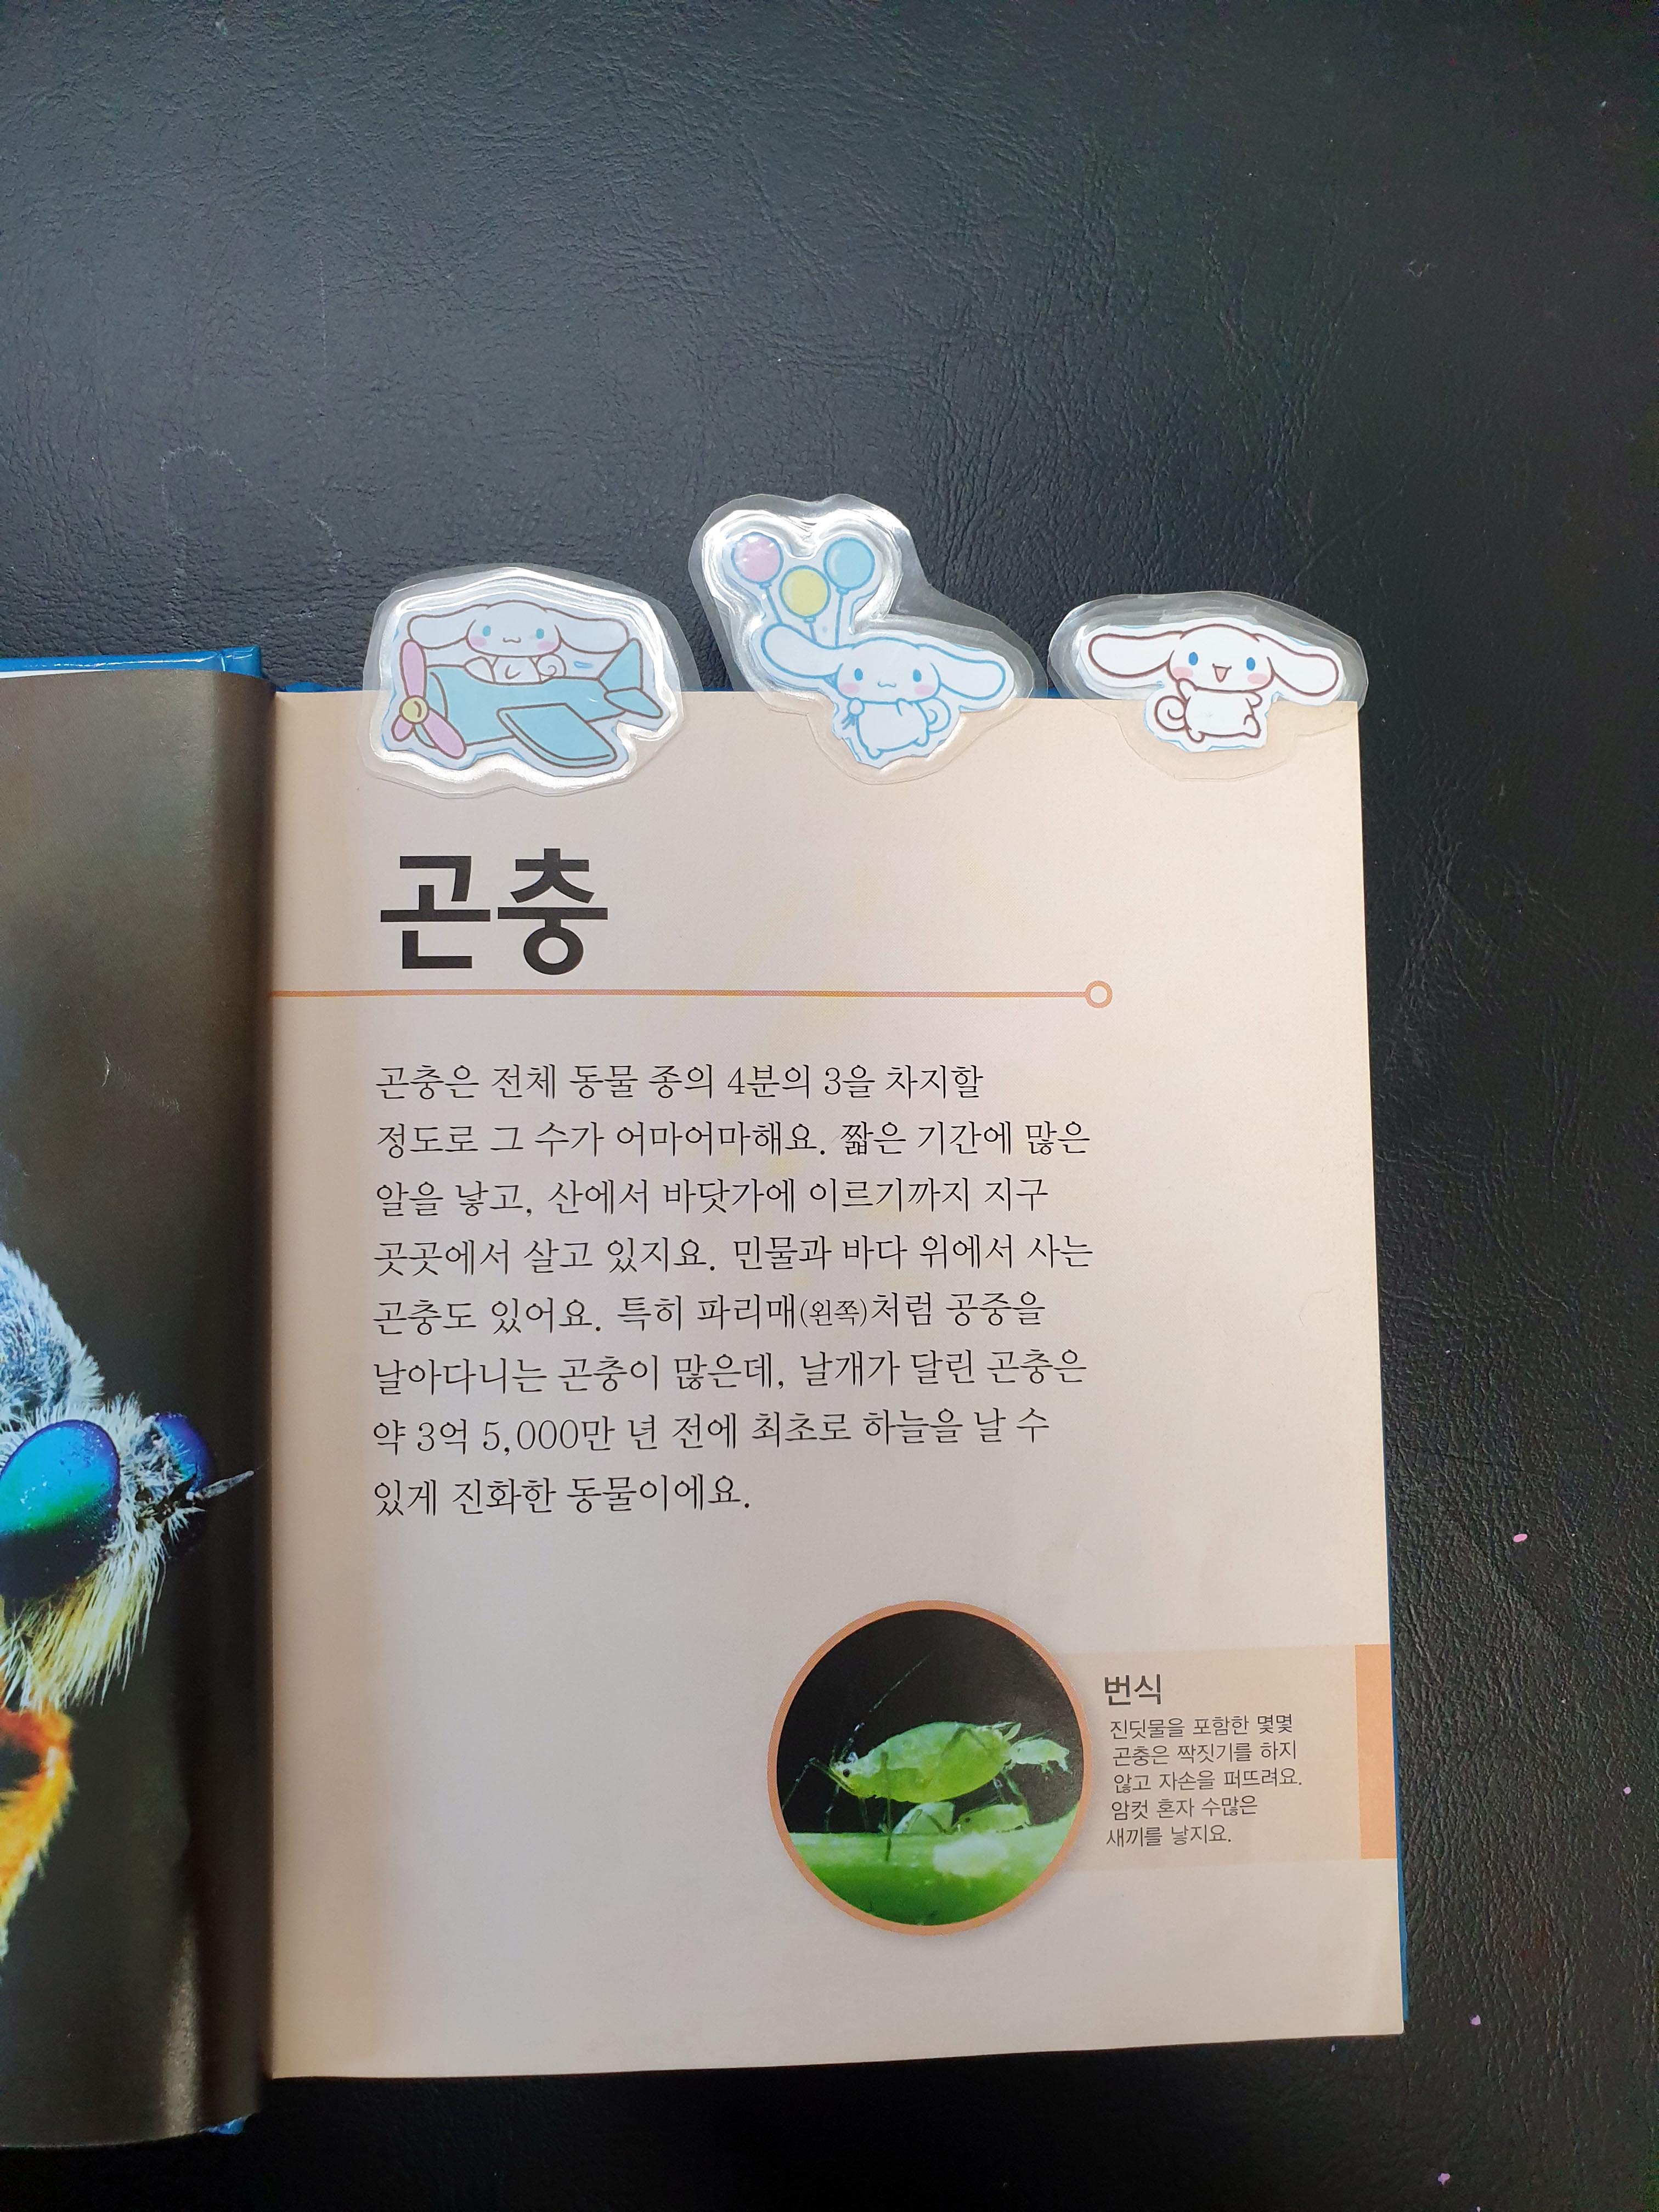 곤충
곤충은 전체 동물 종의 4분의 3을 차지할
정도로 그 수가 어마어마해요. 짧은 기간에 많은
알을 낳고, 산에서 바닷가에 이르기까지 지구
곳곳에서 살고 있지요. 민물과 바다 위에서 사는
곤충도 있어요. 특히 파리매(왼쪽)처럼 공중을
날아다니는 곤충이 많은데, 날개가 달린 곤충은
약 3억 5,000만 년 전에 최초로 하늘을 날 수
있게 진화한 동물이에요.
번식
진딧물을 포함한 몇몇
곤충은 짝짓기를 하지
않고 자손을 퍼뜨려요.
암컷 혼자 수많은
새끼를 낳지요.